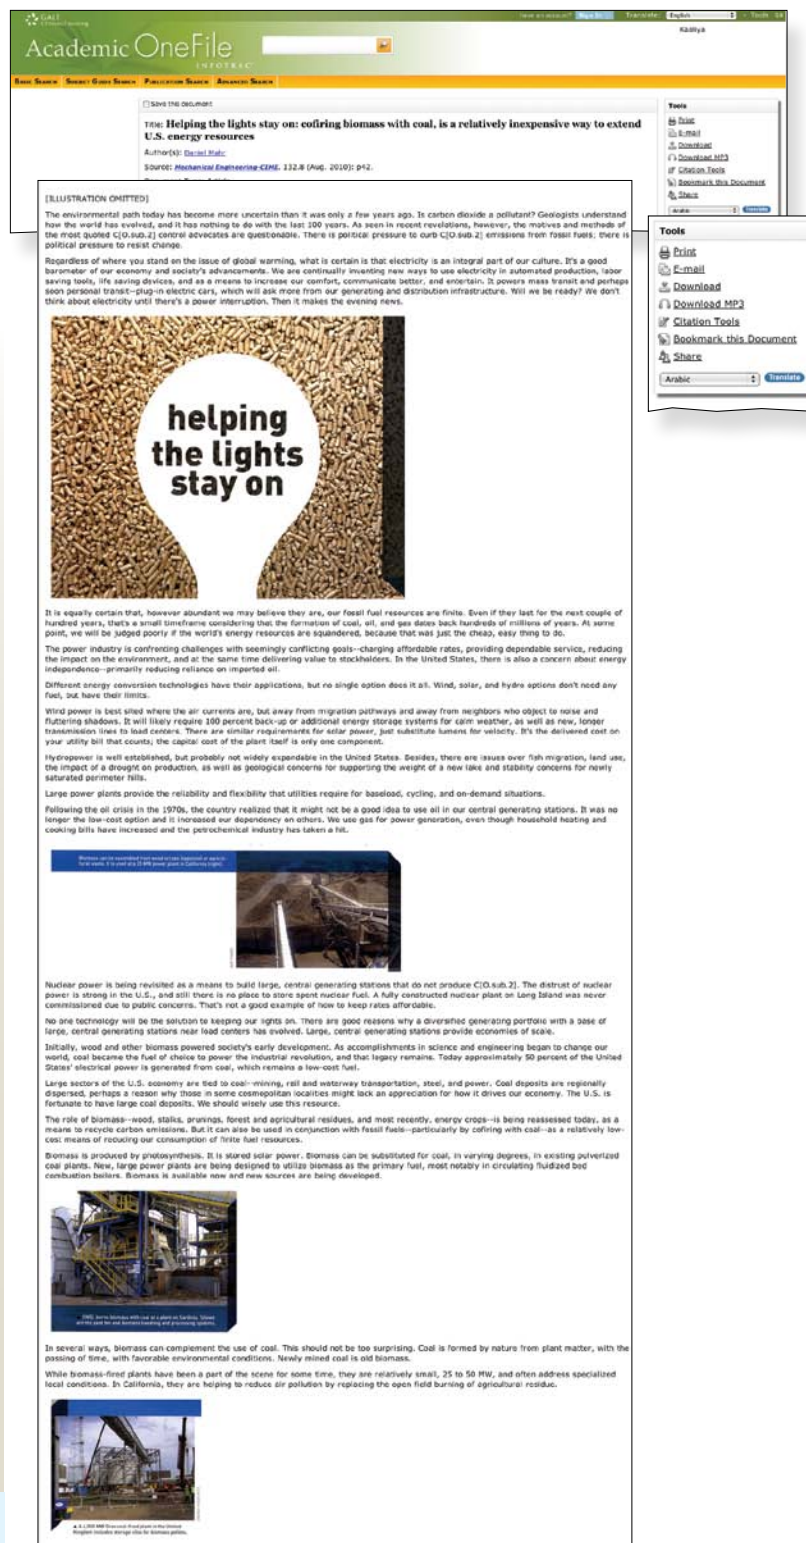 GALE
Have an account? Sign In Translate: English Tools
Academic OneFile
INFOTRAC
BASIC SEARCH SUBJECT GUIDE SEARCH PUBLICATION SEARCH ADVANCED SEARCH
Save this document
Title: Helping the lights stay on: cofiring biomass with coal, is a relatively inexpensive way to extend
U.S. energy resources
Author(s): Daniel Mahr
Source: Mechanical Engineering-CIME. 132.8 (Aug. 2010): p42.
Tools
Print
E-mail
Download
Download MP3
Citation Tools
Bookmark this Document
Share
Arabic
Tools
Print
E-mail
Download
Download MP3
Citation Tools
Bookmark this Document
Share
Arabic Translate
[ILLUSTRATION OMITTED]
The environmental path today has become more uncertain than it was only a few years ago. Is carbon dioxide a pollutant? Geologists understand
how the world has evolved, and it has nothing to do with the last 100 years. As seen in recent revelations, however, the motives and methods of
the most quoted C[O.sub.2] control advocates are questionable. There is political pressure to curb C[O.sub.2] emissions from fossil fuels; there is
political pressure to resist change.
Regardless of where you stand on the issue of global warming, what is certain is that electricity is an integral part of our culture. It's a good
barometer of our economy and society's advancements. We are continually inventing new ways to use electricity in automated production, labor
saving tools, life saving devices, and as a means to increase our comfort, communicate better, and entertain. It powers mass transit and perhaps
soon personal transit--plug-in electric cars, which will ask more from our generating and distribution infrastructure. Will we be ready? We don't
think about electricity until there's a power interruption. Then it makes the evening news.
helping
the lights
stay on
It is equally certain that, however abundant we may believe they are, our fossil fuel resources are finite. Even if they last for the next couple of
hundred years, that's a small timeframe considering that the formation of coal, oil, and gas dates back hundreds of millions of years. At some
point, we will be judged poorly if the world's energy resources are squandered, because that was just the cheap, easy thing to do.
The power industry is confronting challenges with seemingly conflicting goals--charging affordable rates, providing dependable service, reducing
the impact on the environment, and at the same time delivering value to stockholders. In the United States, there is also a concern about energy
independence--primarily reducing reliance on imported oil.
Different energy conversion technologies have their applications, but no single option does it all. Wind, solar, and hydro options don't need any
fuel, but have their limits.
Wind power is best sited where the air currents are, but away from migration pathways and away from neighbors who object to noise and
fluttering shadows. It will likely require 100 percent back-up or additional energy storage systems for calm weather, as well as new, longer
transmission lines to load centers. There are similar requirements for solar power, just substitute lumens for velocity. It's the delivered cost on
your utility bill that counts; the capital cost of the plant itself is only one component.
Hydropower is well established, but probably not widely expandable in the United States. Besides, there are issues over fish migration, land use,
the impact of a drought on production, as well as geological concerns for supporting the weight of a new lake and stability concerns for newly
saturated perimeter hills.
Large power plants provide the reliability and flexibility that utilities require for baseload, cycling, and on-demand situations.
Following the oil crisis in the 1970s, the country realized that it might not be a good idea to use oil in our central generating stations. It was no
longer the low-cost option and it increased our dependency on others. We use gas for power generation, even though household heating and
cooking bills have increased and the petrochemical industry has taken a hit.
Nuclear power is being revisited as a means to build large, central generating stations that do not produce C[O.sub.2]. The distrust of nuclear
power is strong in the U.S., and still there is no place to store spent nuclear fuel. A fully constructed nuclear plant on Long Island was never
commissioned due to public concerns. That's not a good example of how to keep rates affordable.
No one technology will be the solution to keeping our lights on. There are good reasons why a diversified generating portfolio with a base of
large, central generating stations near load centers has evolved. Large, central generating stations provide economies of scale.
Initially, wood and other biomass powered society's early development. As accomplishments in science and engineering began to change our
world, coal became the fuel of choice to power the industrial revolution, and that legacy remains. Today approximately 50 percent of the United
States' electrical power is generated from coal, which remains a low-cost fuel.
Large sectors of the U.S. economy are tied to coal--mining, rail and waterway transportation, steel, and power. Coal deposits are regionally
dispersed, perhaps a reason why those in some cosmopolitan localities might lack an appreciation for how it drives our economy. The U.S. is
fortunate to have large coal deposits. We should wisely use this resource.
The role of biomass--wood, stalks, prunings, forest and agricultural residues, and most recently, energy crops--is being reassessed today, as a
means to recycle carbon emissions. But it can also be used in conjunction with fossil fuels--particularly by cofiring with coal--as a relatively low-
cost means of reducing our consumption of finite fuel resources.
Biomass is produced by photosynthesis. It is stored solar power. Biomass can be substituted for coal, in varying degrees, in existing pulverized
coal plants. New, large power plants are being designed to utilize biomass as the primary fuel, most notably in circulating fluidized bed
combustion boilers. Biomass is available now and new sources are being developed.
In several ways, biomass can complement the use of coal. This should not be too surprising. Coal is formed by nature from plant matter, with the
passing of time, with favorable environmental conditions. Newly mined coal is old biomass.
While biomass-fired plants have been a part of the scene for some time, they are relatively small, 25 to 50 MW, and often address specialized
local conditions. In California, they are helping to reduce air pollution by replacing the open field burning of agricultural residue.